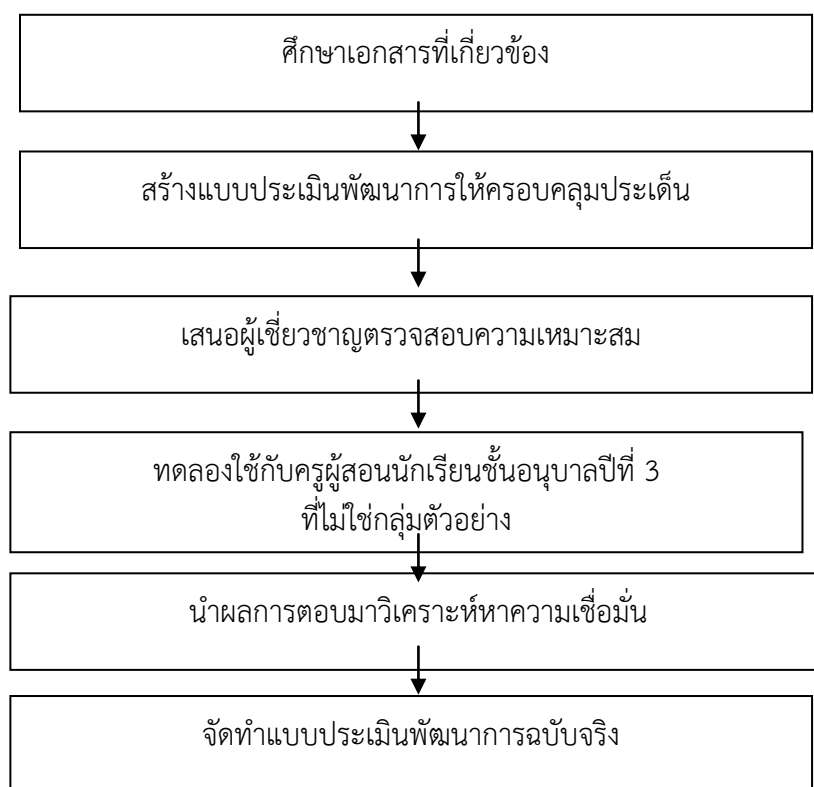 ศึกษาเอกสารที่เกี่ยวข้อง
สร้างแบบประเมินพัฒนาการให้ครอบคลุมประเด็น
เสนอผู้เชี่ยวชาญตรวจสอบความเหมาะสม
ทดลองใช้กับครูผู้สอนนักเรียนชั้นอนุบาลปีที่ 3
ที่ไม่ใช่กลุ่มตัวอย่าง
นำผลการตอบมาวิเคราะห์หาความเชื่อมั่น
จัดทำแบบประเมินพัฒนาการฉบับจริง